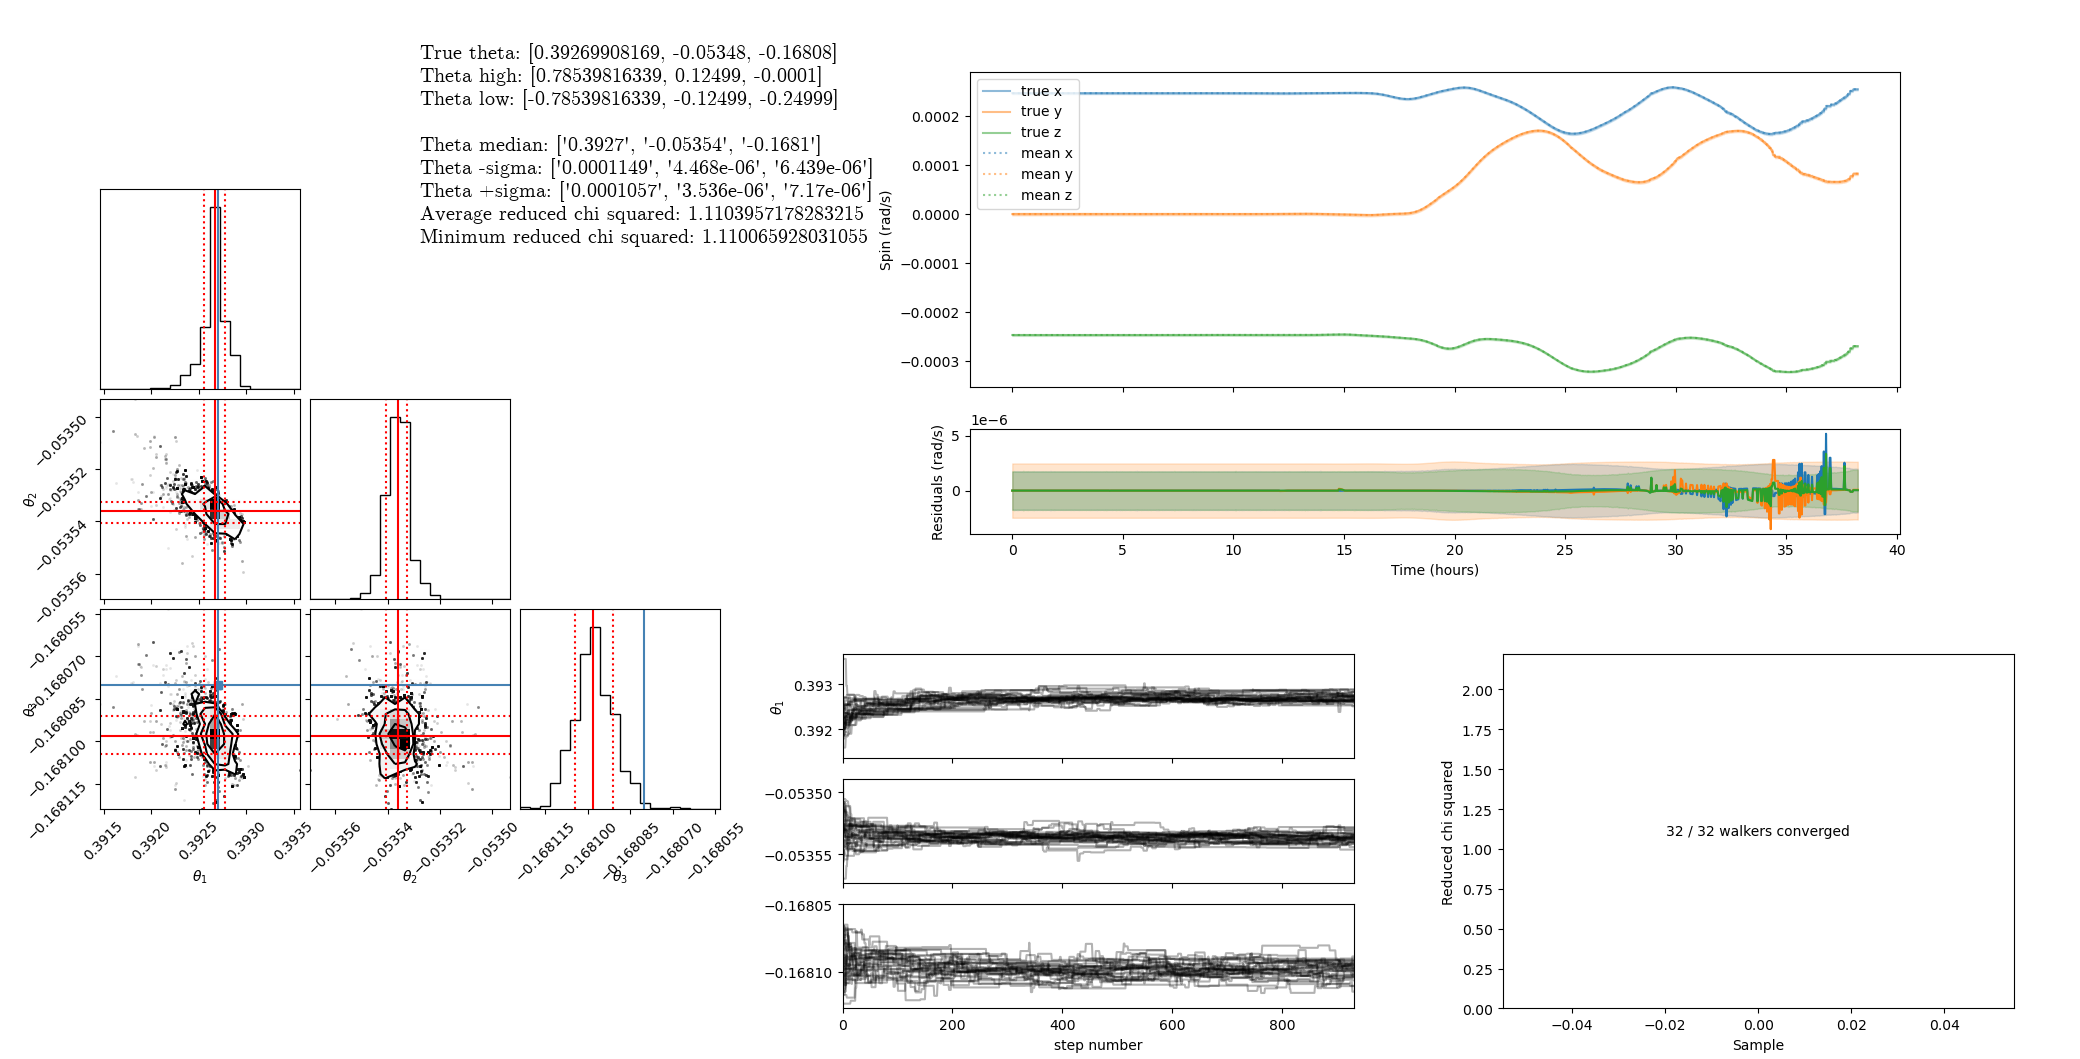 True theta: [0.39269908169, -0.05348, -0.16808]
Theta high: [0.78539816339, 0.12499, -0.0001]
Theta low: [-0.78539816339, -0.12499, -0.24999]
Theta median: ['0.3927', '-0.05354', '-0.1681']
Theta -sigma: ['0.0001149', '4.468e-06', '6.439e-06']
Theta +sigma: ['0.0001057', '3.536e-06', '7.17e-06']
Average reduced chi squared: 1.1103957178283215
Minimum reduced chi squared: 1.110065928031055
true x
true y
true z
mean x
mean y
mean z
Spin (rad/s)
0.0002
0.0001
0.0000
−0.0001
−0.0002
−0.0003
1e−6
Residuals (rad/s)
5
0
0 5 10 15 20 25 30 35 40
Time (hours)
θ2
−0.05350
−0.05352
−0.05354
−0.05356
θ3
−0.168055
−0.168070
−0.168085
−0.168100
−0.168115
0.3915 0.3920 0.3925 0.3930 0.3935
θ1
−0.05356 −0.05354 −0.05352 −0.05350
θ2
−0.168115 −0.168100 −0.168085 −0.168070 −0.168055
θ3
θ1
0.393
0.392
−0.05350
−0.05355
−0.16805
−0.16810
0 200 400 600 800
step number
Reduced chi squared
2.00
1.75
1.50
1.25
1.00
0.75
0.50
0.25
0.00
32 / 32 walkers converged
−0.04 −0.02 0.00 0.02 0.04
Sample